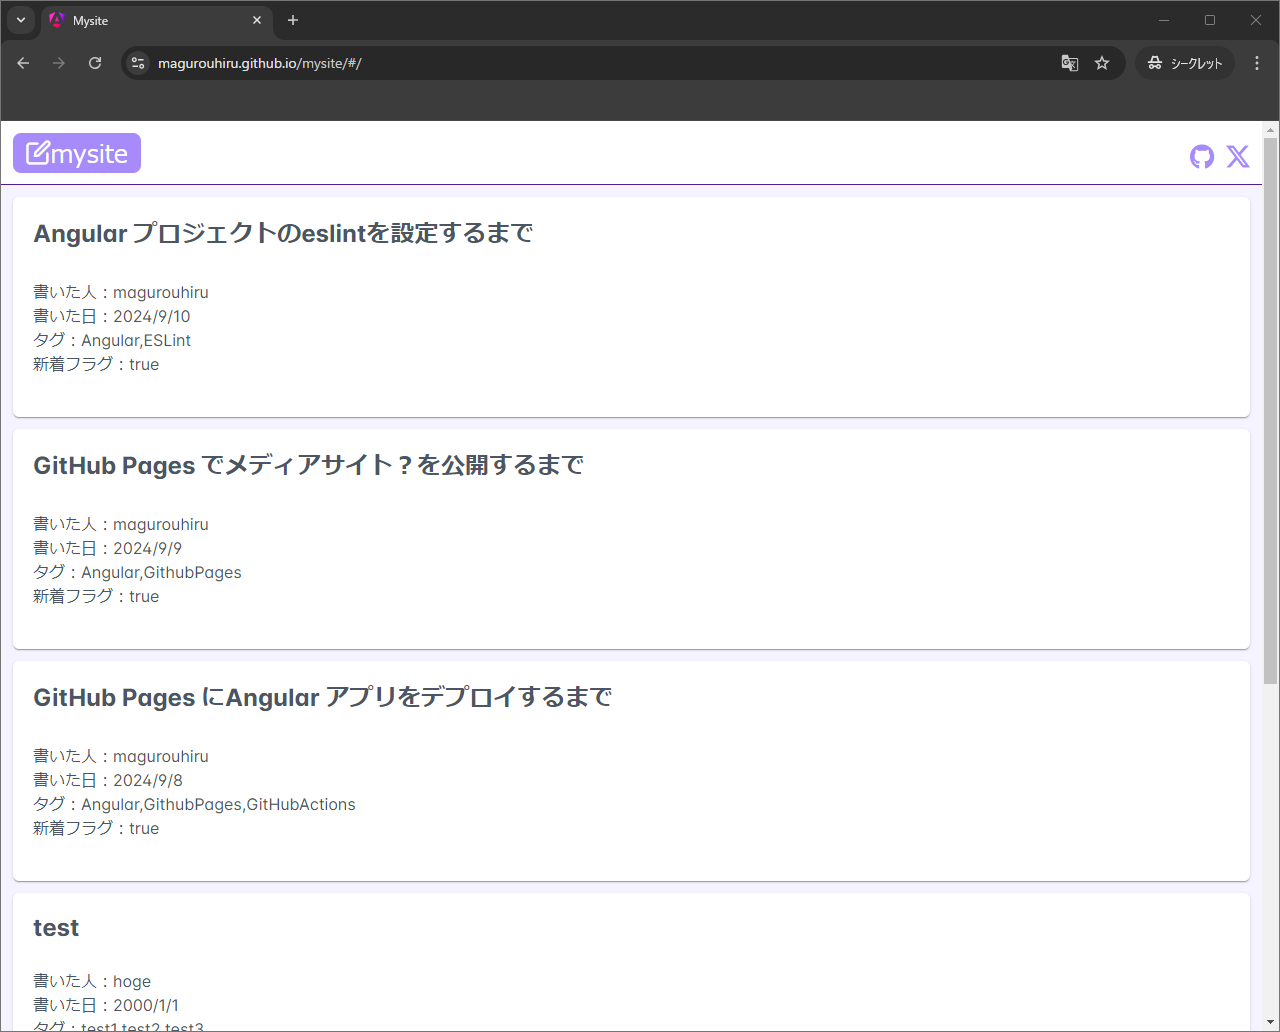 Mysite
magurouhiru.github.io/mysite/#/
シークレット
mysite
Angular プロジェクトのeslintを設定するまで
書いた人：magurouhiru
書いた日：2024/9/10
タグ：Angular,ESLint
新着フラグ：true
GitHub Pages でメディアサイト？を公開するまで
書いた人：magurouhiru
書いた日：2024/9/9
タグ：Angular,GithubPages
新着フラグ：true
GitHub Pages にAngular アプリをデプロイするまで
書いた人：magurouhiru
書いた日：2024/9/8
タグ：Angular,GithubPages,GitHubActions
新着フラグ：true
test
書いた人：hoge
書いた日：2000/1/1
タグ：test1,test2,test3